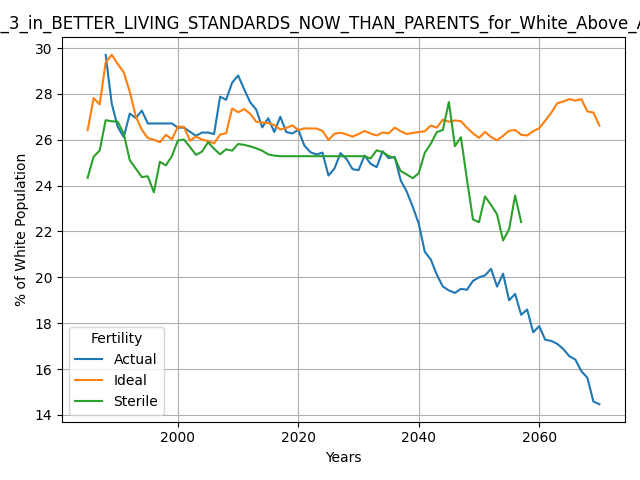 _3_in_BETTER_LIVING_STANDARDS_NOW_THAN_PARENTS_for_White_Above_
30
28
26
24
22
20
18
16
14
% of White Population
Fertility
Actual
Ideal
Sterile
2000
2020
2040
2060
Years